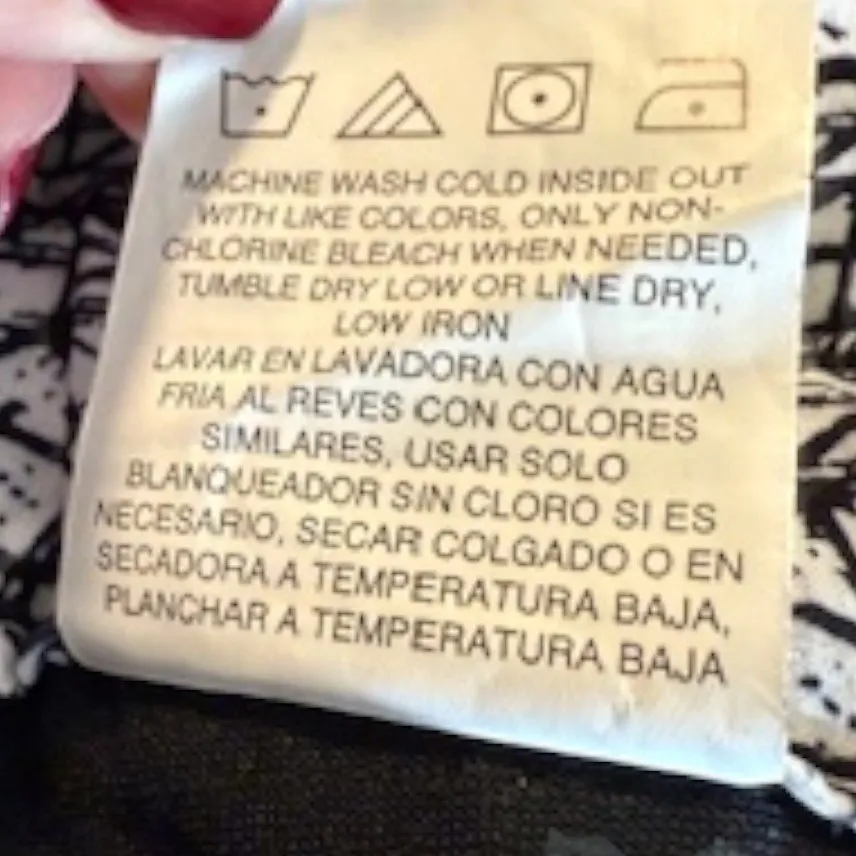 MACHINE WASH COLD INSIDE OUT
WITH LIKE COLORS, ONLY NON-
CHLORINE BLEACH WHEN NEEDED,
TUMBLE DRY LOW OR LINE DRY,
LOW IRON
LAVAR EN LAVADORA CON AGUA
FRIA AL REVES CON COLORES
SIMILARES, USAR SOLO
BLANQUEADOR SIN CLORO SI ES
NECESARIO, SECAR COLGADO O EN
SECADORA A TEMPERATURA BAJA,
PLANCHAR A TEMPERATURA BAJA